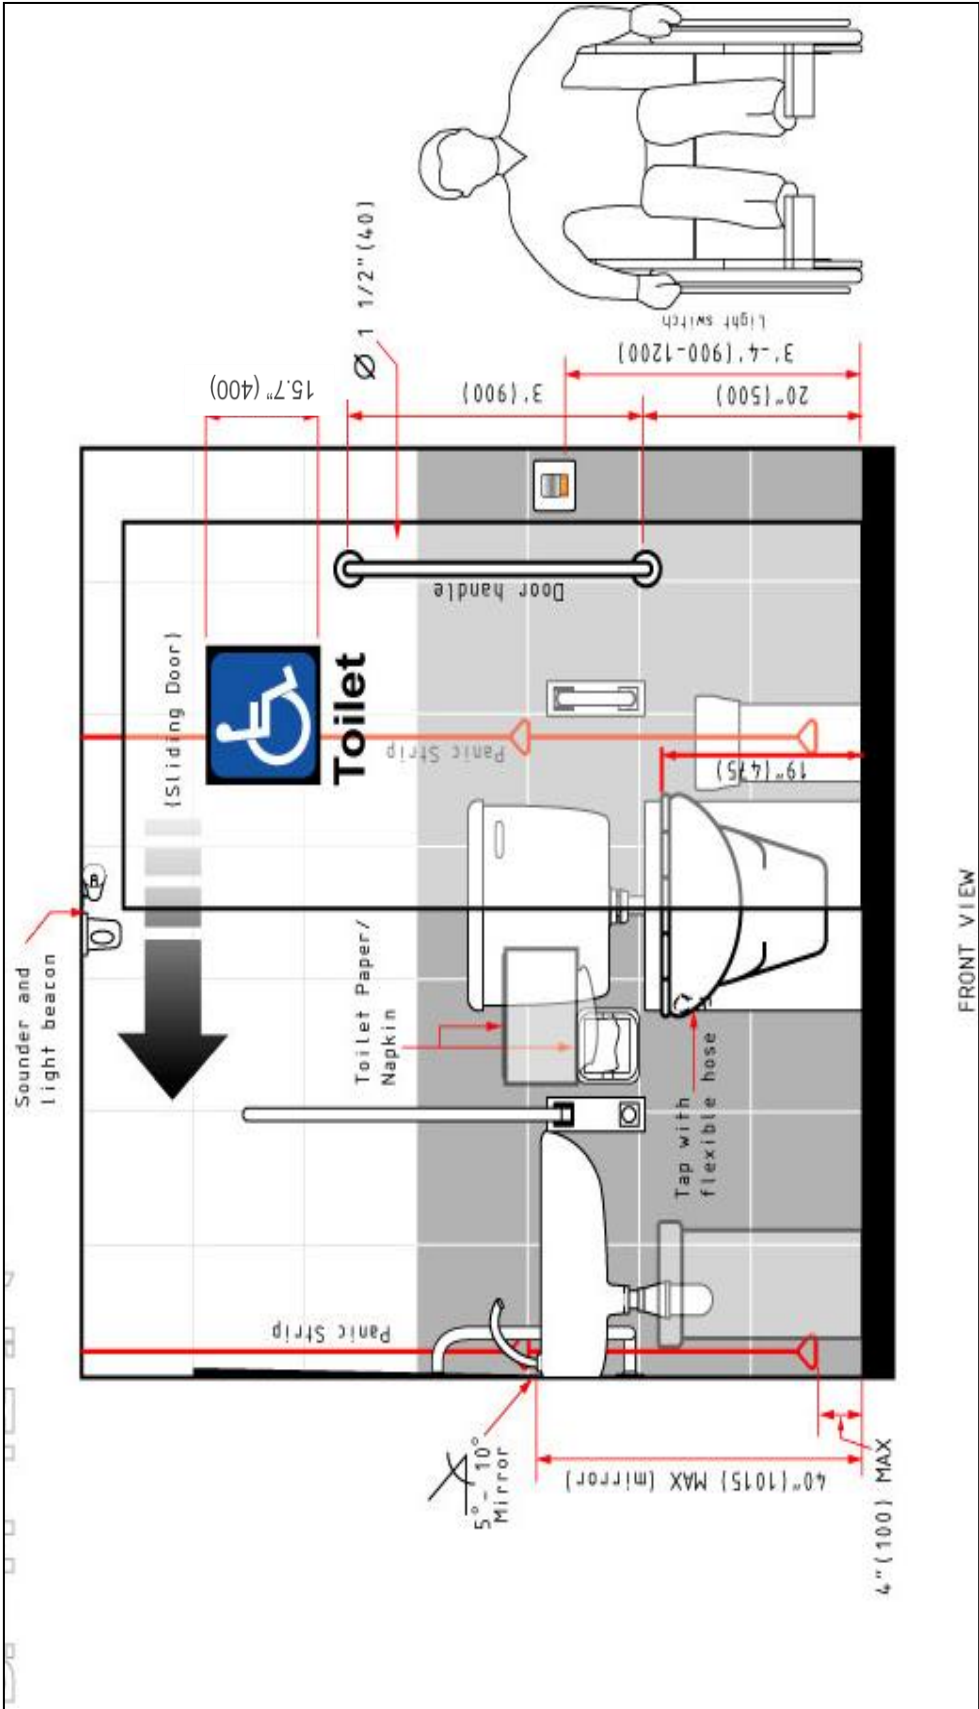 Sounder and
light beacon
(Sliding Door)
15.7"(400)
Ø 1 1/2"(40)
Toilet
Panic Strip
Door handle
3'(900)
3'-4'(900-1200)
Light switch
20"(500)
19"(475)
Toilet Paper/
Napkin
Tap with
flexible hose
Panic Strip
5°- 10°
Mirror
40"(1015) MAX (mirror)
4"(100) MAX
FRONT VIEW